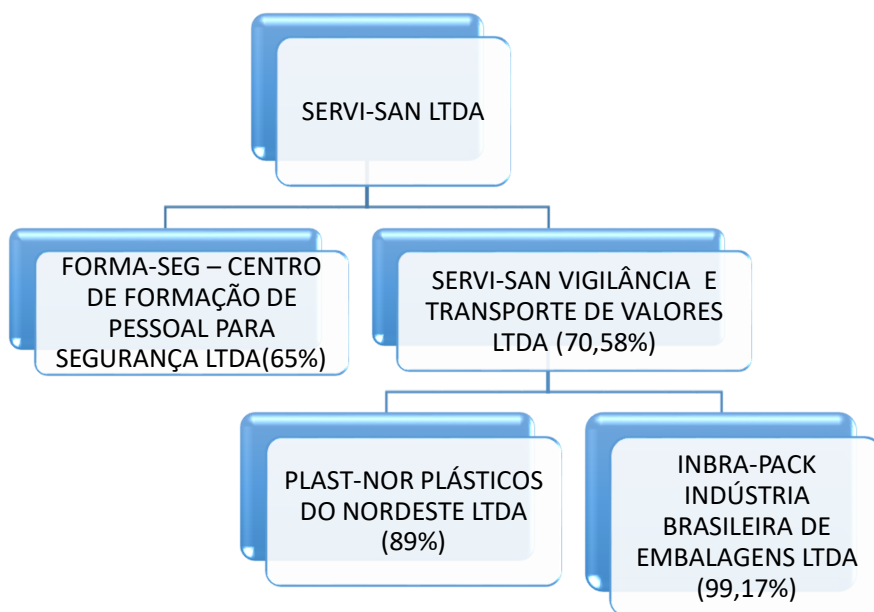 SERVI-SAN LTDA
FORMA-SEG – CENTRO
DE FORMAÇÃO DE
PESSOAL PARA
SEGURANÇA LTDA(65%)
SERVI-SAN VIGILÂNCIA E
TRANSPORTE DE VALORES
LTDA (70,58%)
PLAST-NOR PLÁSTICOS
DO NORDESTE LTDA
(89%)
INBRA-PACK
INDÚSTRIA
BRASILEIRA DE
EMBALAGENS LTDA
(99,17%)